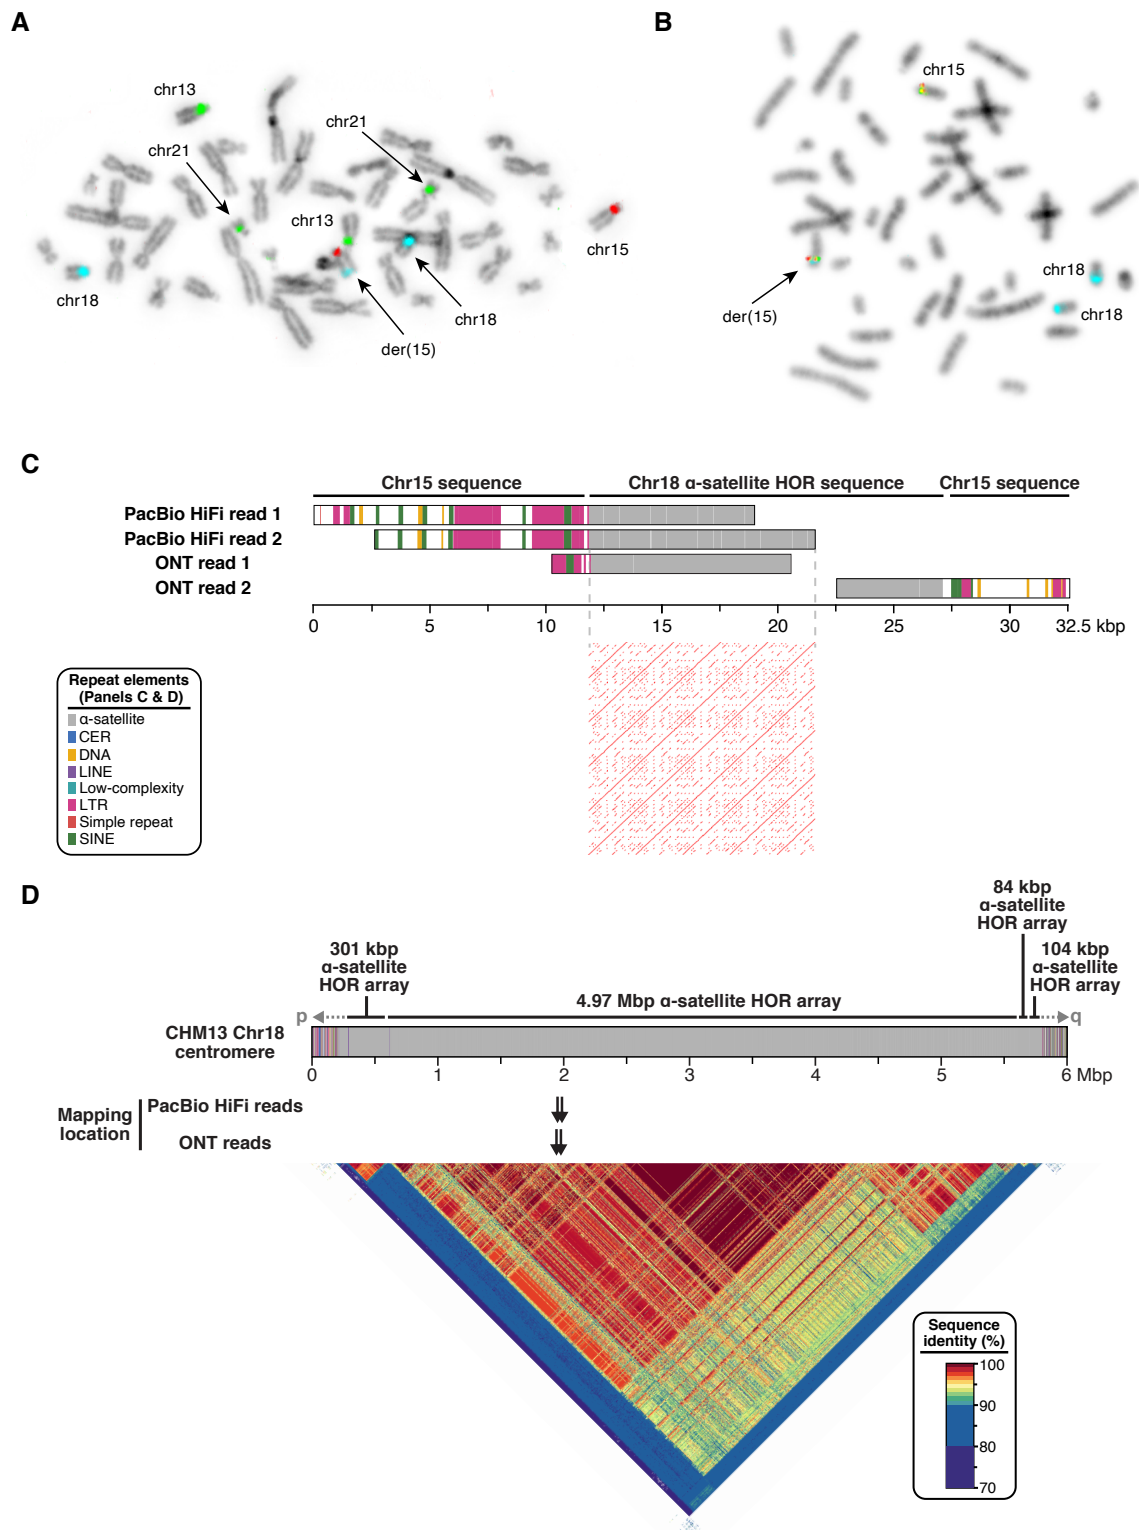 A
B
chr13
chr21
chr21
chr13
chr15
chr18
chr18
der(15)
chr15
chr18
chr18
der(15)
C
Chr15 sequence
Chr18 α-satellite HOR sequence
Chr15 sequence
PacBio HiFi read 1
PacBio HiFi read 2
ONT read 1
ONT read 2
0 5 10 15 20 25 30 32.5 kbp
Repeat elements
(Panels C & D)
α-satellite
CER
DNA
LINE
Low-complexity
LTR
Simple repeat
SINE
D
84 kbp
α-satellite
HOR array
301 kbp
α-satellite
HOR array
104 kbp
α-satellite
HOR array
4.97 Mbp α-satellite HOR array
p
q
CHM13 Chr18
centromere
0 1 2 3 4 5 6 Mbp
Mapping
location
PacBio HiFi reads
ONT reads
Sequence
identity (%)
100
90
80
70